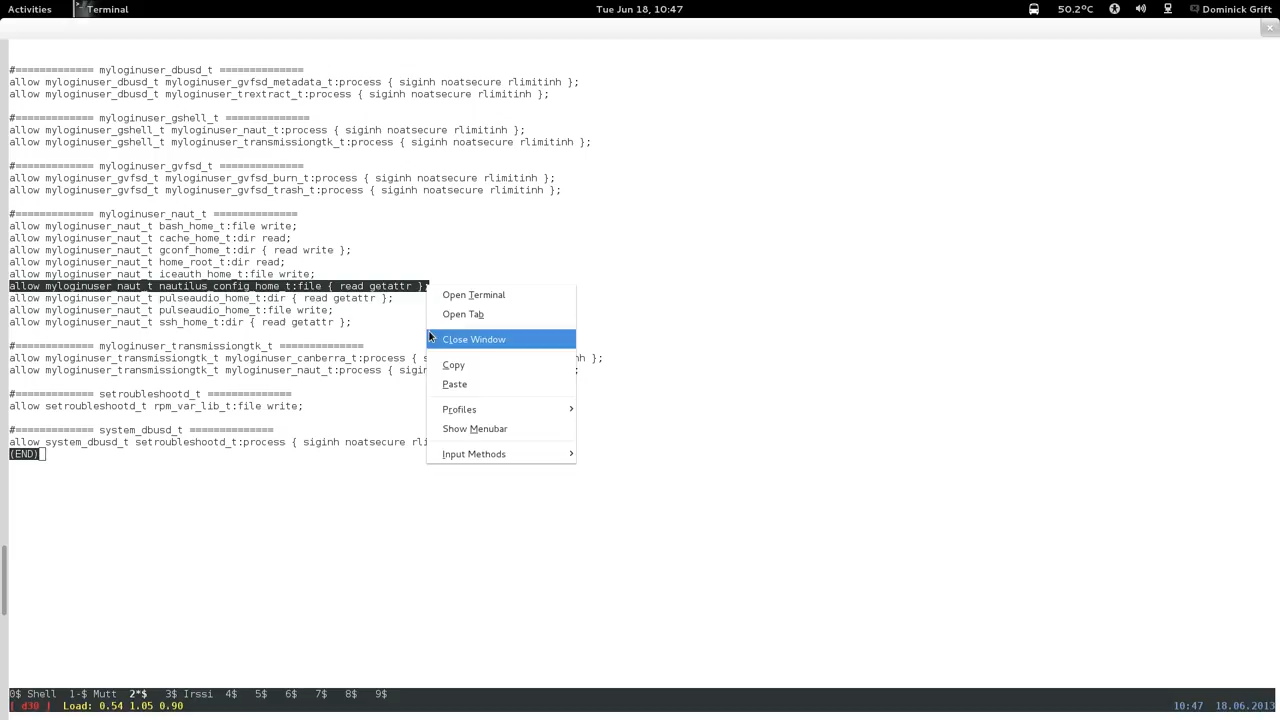 Activities Terminal Tue Jun 18, 10:47 50.2°C Dominick Grift
#============= myloginuser_dbusd_t ==============
allow myloginuser_dbusd_t myloginuser_gvfsd_metadata_t:process { siginh noatsecure rlimitinh };
allow myloginuser_dbusd_t myloginuser_trextract_t:process { siginh noatsecure rlimitinh };
#============= myloginuser_gshell_t ==============
allow myloginuser_gshell_t myloginuser_naut_t:process { siginh noatsecure rlimitinh };
allow myloginuser_gshell_t myloginuser_transmissiongtk_t:process { siginh noatsecure rlimitinh };
#============= myloginuser_gvfsd_t ==============
allow myloginuser_gvfsd_t myloginuser_gvfsd_burn_t:process { siginh noatsecure rlimitinh };
allow myloginuser_gvfsd_t myloginuser_gvfsd_trash_t:process { siginh noatsecure rlimitinh };
#============= myloginuser_naut_t ==============
allow myloginuser_naut_t bash_home_t:file write;
allow myloginuser_naut_t cache_home_t:dir read;
allow myloginuser_naut_t gconf_home_t:dir { read write };
allow myloginuser_naut_t home_root_t:dir read;
allow myloginuser_naut_t iceauth_home_t:file write;
allow myloginuser_naut_t nautilus_config_home_t:file { read getattr };
allow myloginuser_naut_t pulseaudio_home_t:dir { read getattr };
allow myloginuser_naut_t pulseaudio_home_t:file write;
allow myloginuser_naut_t ssh_home_t:dir { read getattr };
#============= myloginuser_transmissiongtk_t ==============
allow myloginuser_transmissiongtk_t myloginuser_canberra_t:process { s nh };
allow myloginuser_transmissiongtk_t myloginuser_naut_t:process { sigin ;
#============= setroubleshootd_t ==============
allow setroubleshootd_t rpm_var_lib_t:file write;
#============= system_dbusd_t ==============
allow system_dbusd_t setroubleshootd_t:process { siginh noatsecure rli
(END)
Open Terminal
Open Tab
Close Window
Copy
Paste
Profiles
Show Menubar
Input Methods
0$ Shell 1-$ Mutt 2*$ 3$ Irssi 4$ 5$ 6$ 7$ 8$ 9$
[ d30 ] Load: 0.54 1.05 0.90 10:47 18.06.2013